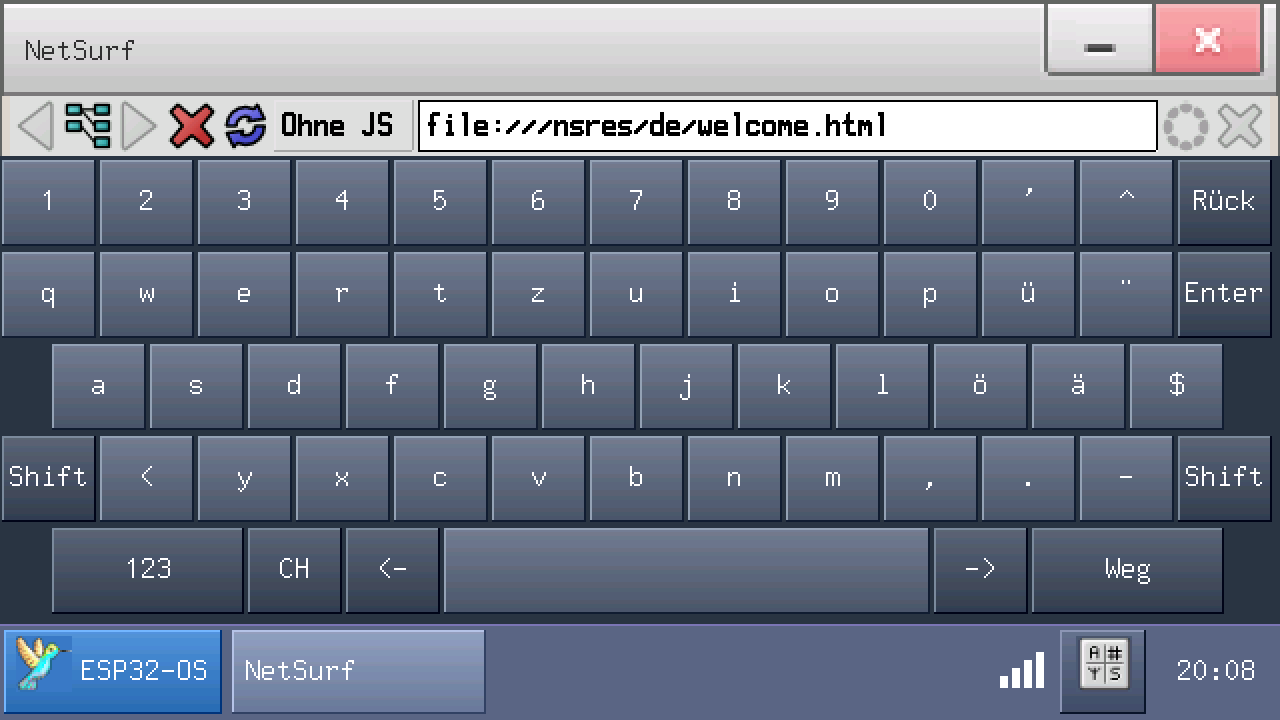 NetSurf
Ohne JS file:///nsres/de/welcome.html
1 2 3 4 5 6 7 8 9 0 ' ^ Rück
q w e r t z u i o p ü ¨ Enter
a s d f g h j k l ö ä $
Shift < y x c v b n m , . - Shift
123 CH <- -> Weg
ESP32-OS NetSurf A # Y S 20:08